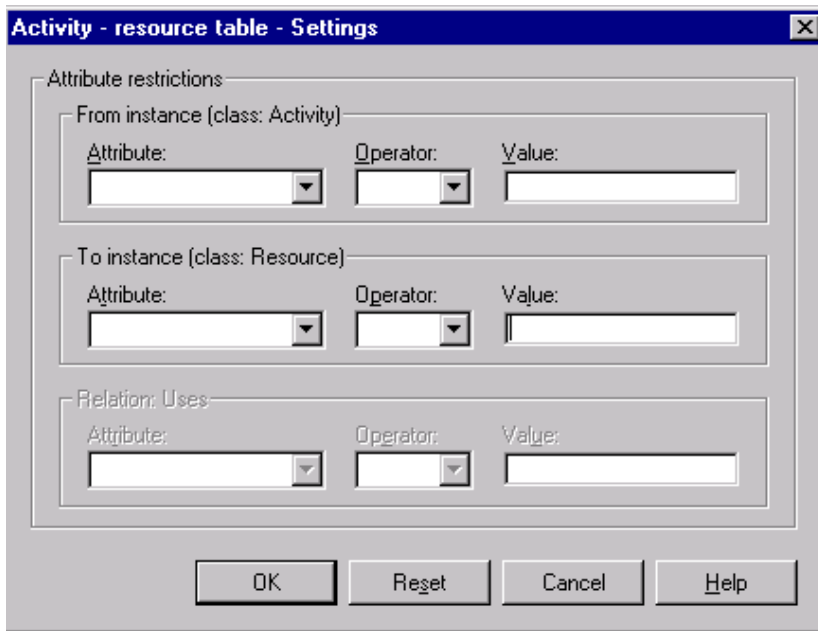 Activity - resource table - Settings
Attribute restrictions
From instance (class: Activity)
Attribute: Operator: Value:
To instance (class: Resource)
Attribute: Operator: Value:
Relation: Uses
Attribute: Operator: Value:
OK Reset Cancel Help